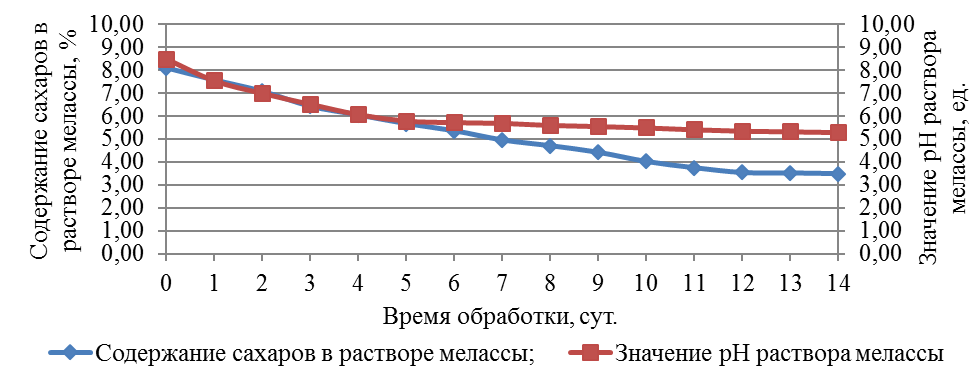 Содержание сахаров в
растворе мелассы, %
10,00
9,00
8,00
7,00
6,00
5,00
4,00
3,00
2,00
1,00
0,00
10,00
9,00
8,00
7,00
6,00
5,00
4,00
3,00
2,00
1,00
0,00
Значение pH раствора
мелассы, ед.
0 1 2 3 4 5 6 7 8 9 10 11 12 13 14
Время обработки, сут.
Содержание сахаров в растворе мелассы;
Значение pH раствора мелассы